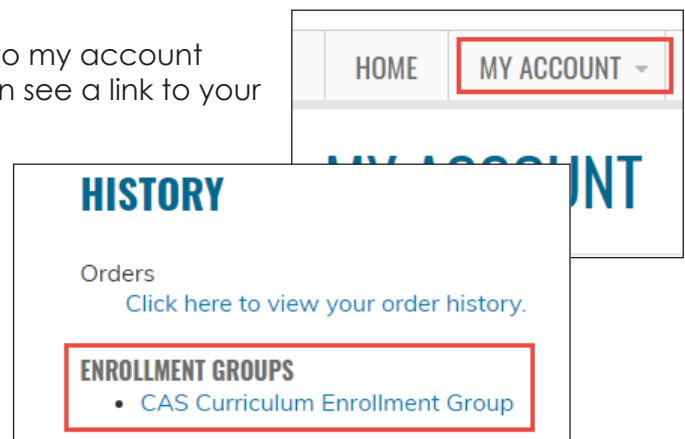 to my account
n see a link to your
HOME MY ACCOUNT
HISTORY
Orders
Click here to view your order history.
ENROLLMENT GROUPS
• CAS Curriculum Enrollment Group